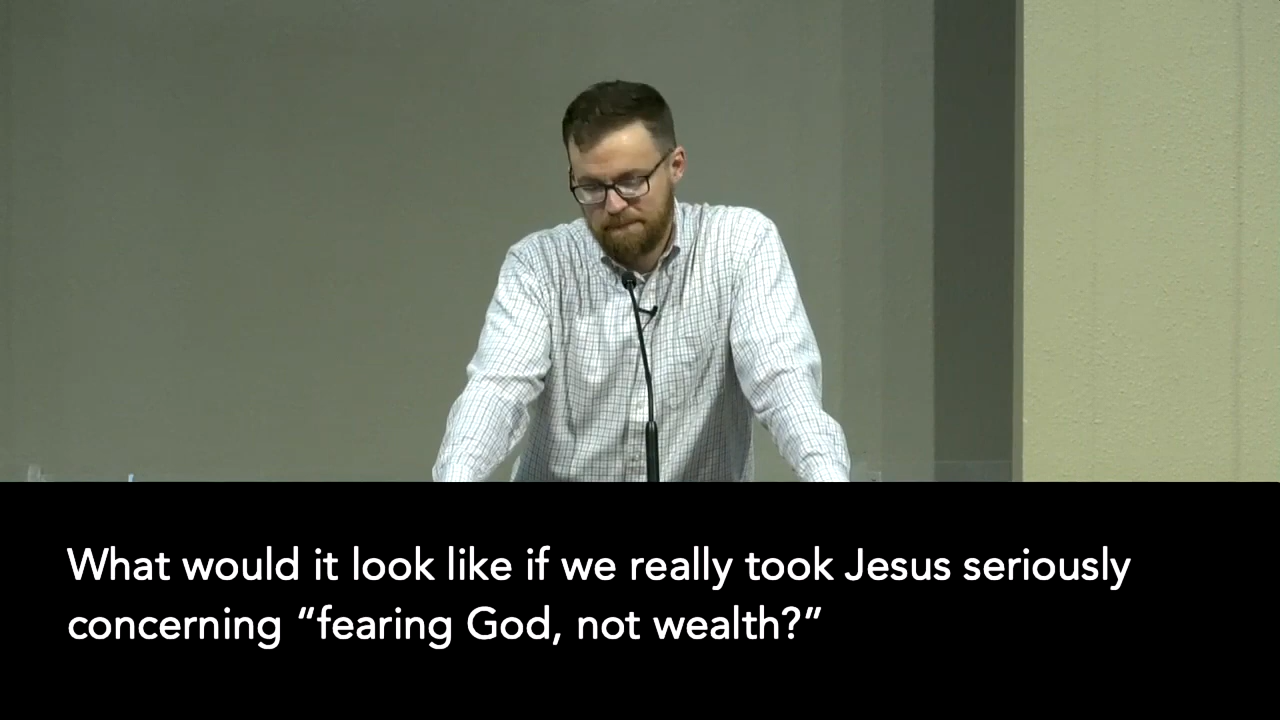 What would it look like if we really took Jesus seriously
concerning “fearing God, not wealth?”